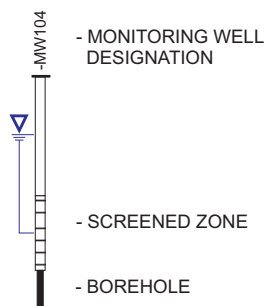 -MW104
- MONITORING WELL
DESIGNATION
- SCREENED ZONE
- BOREHOLE